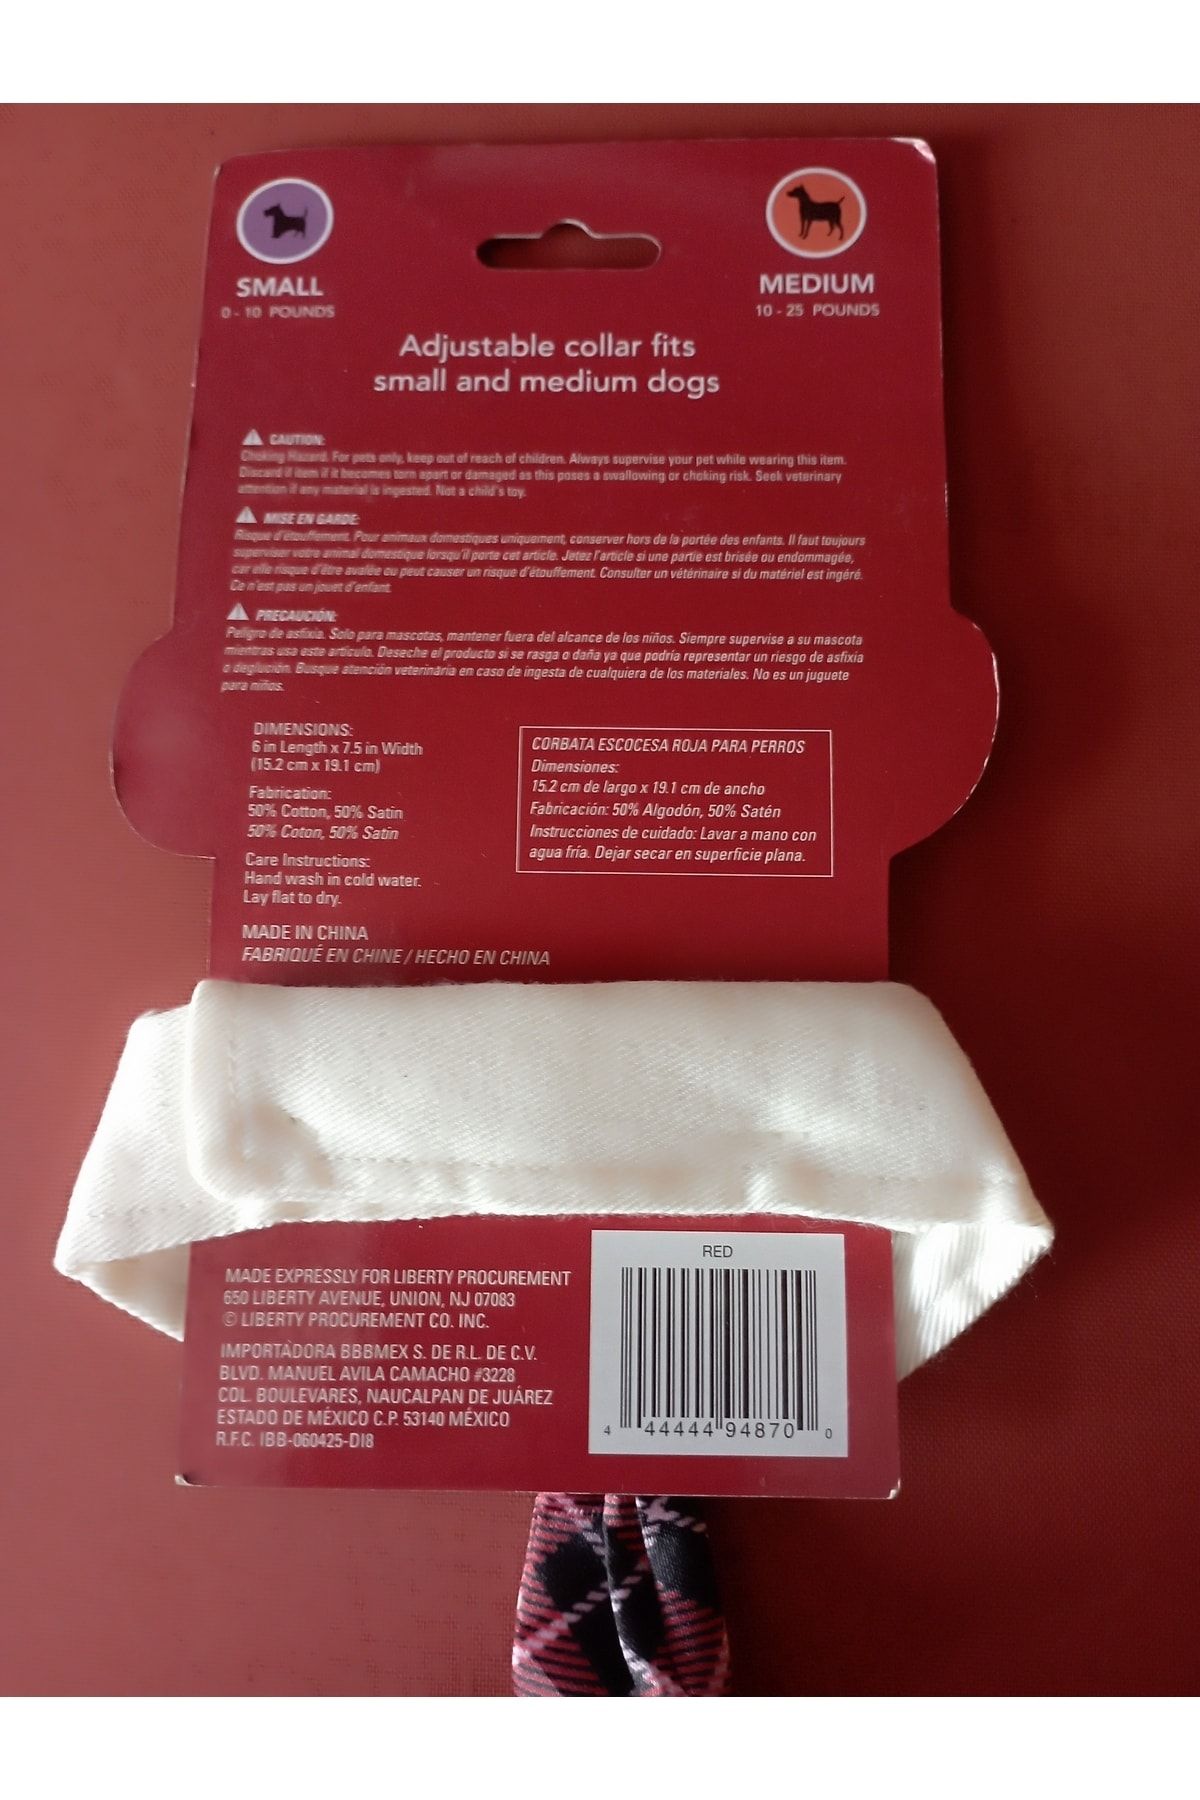 SMALL
0 - 10 POUNDS
MEDIUM
10 - 25 POUNDS
Adjustable collar fits
small and medium dogs
CAUTION:
Choking Hazard. For pets only, keep out of reach of children. Always supervise your pet while wearing this item.
Discard if item if it becomes torn apart or damaged as this poses a swallowing or choking risk. Seek veterinary
attention if any material is ingested. Not a child's toy.
MISE EN GARDE:
Risque d'étouffement. Pour animaux domestiques uniquement, conserver hors de la portée des enfants. Il faut toujours
superviser votre animal domestique lorsqu'il porte cet article. Jetez l'article si une partie est brisée ou endommagée,
car elle risque d'être avalée ou peut causer un risque d'étouffement. Consulter un vétérinaire si du matériel est ingéré.
Ce n'est pas un jouet d'enfant.
PRECAUCIÓN:
Peligro de asfixia. Solo para mascotas, mantener fuera del alcance de los niños. Siempre supervise a su mascota
mientras usa este artículo. Deseche el producto si se rasga o daña ya que podría representar un riesgo de asfixia
o deglución. Busque atención veterinaria en caso de ingesta de cualquiera de los materiales. No es un juguete
para niños.
DIMENSIONS:
6 in Length x 7.5 in Width
(15.2 cm x 19.1 cm)
Fabrication:
50% Cotton, 50% Satin
50% Coton, 50% Satin
Care Instructions:
Hand wash in cold water.
Lay flat to dry.
MADE IN CHINA
FABRIQUÉ EN CHINE / HECHO EN CHINA
CORBATA ESCOCESA ROJA PARA PERROS
Dimensiones:
15.2 cm de largo x 19.1 cm de ancho
Fabricación: 50% Algodón, 50% Satén
Instrucciones de cuidado: Lavar a mano con
agua fría. Dejar secar en superficie plana.
MADE EXPRESSLY FOR LIBERTY PROCUREMENT
650 LIBERTY AVENUE, UNION, NJ 07083
© LIBERTY PROCUREMENT CO. INC.
IMPORTADORA BBBMEX S. DE R.L. DE C.V.
BLVD. MANUEL AVILA CAMACHO #3228
COL. BOULEVARES, NAUCALPAN DE JUÁREZ
ESTADO DE MÉXICO C.P. 53140 MÉXICO
R.F.C. IBB-060425-DI8
RED
4 44444 94870 0